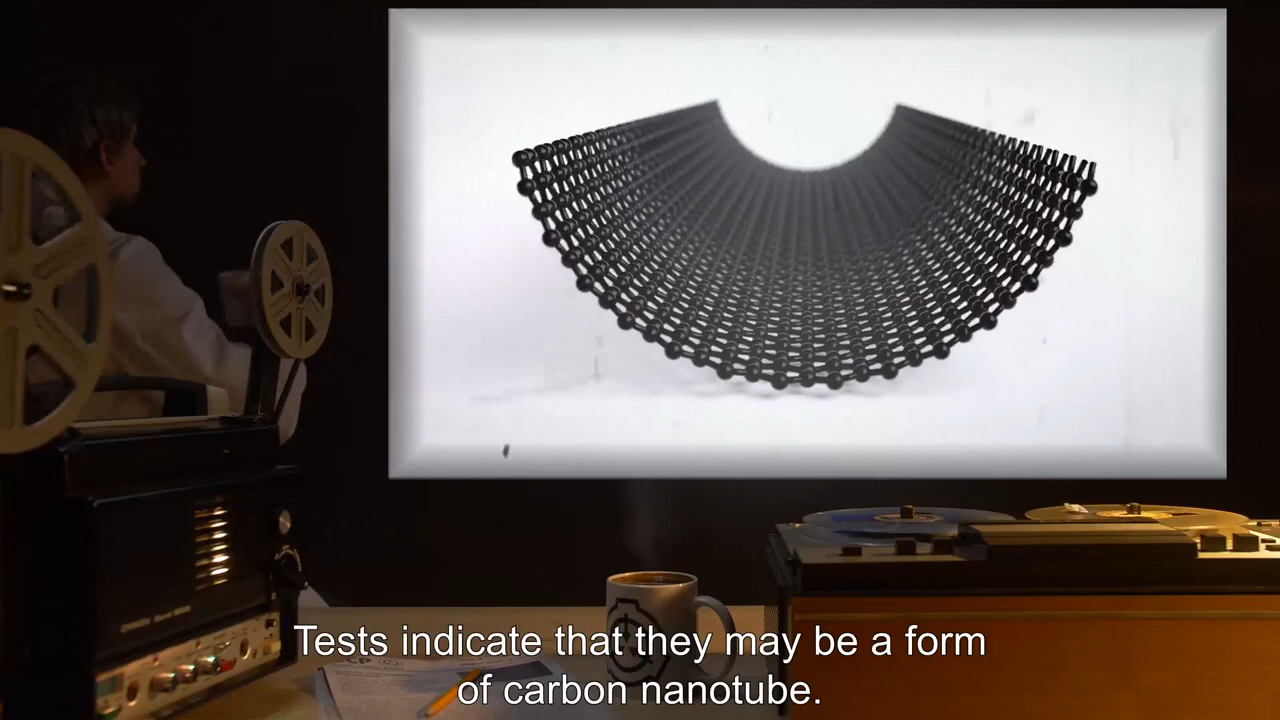 Tests indicate that they may be a form
of carbon nanotube.